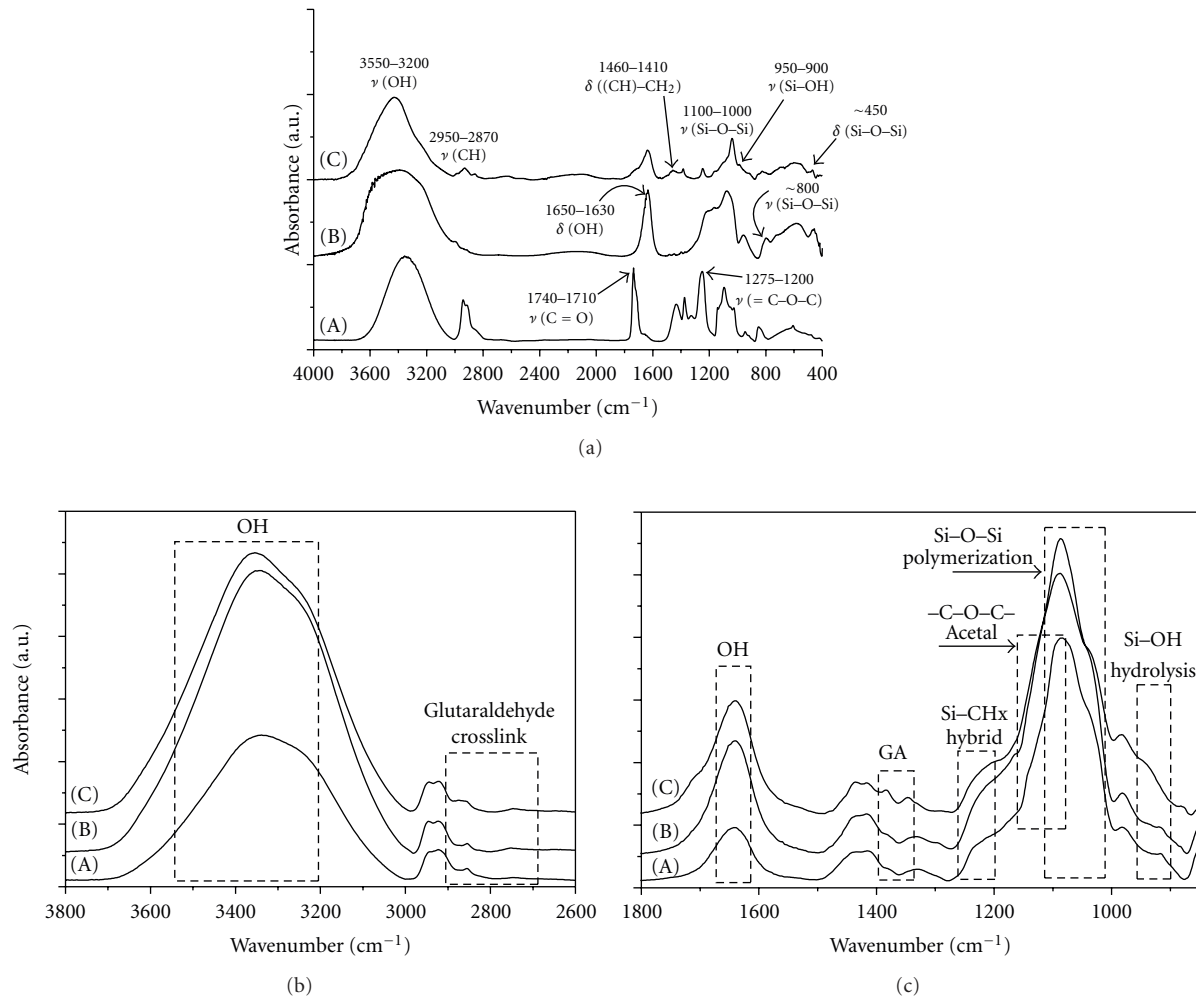 3550–3200
ν (OH)
2950–2870
ν (CH)
1460–1410
δ ((CH)–CH₂)
1100–1000
ν (Si–O–Si)
950–900
ν (Si–OH)
~450
δ (Si–O–Si)
(C)
1650–1630
δ (OH)
~800
ν (Si–O–Si)
(B)
1740–1710
ν (C = O)
1275–1200
ν (= C–O–C)
(A)
Absorbance (a.u.)
4000 3600 3200 2800 2400 2000 1600 1200 800 400
Wavenumber (cm⁻¹)
(a)
OH
Glutaraldehyde
crosslink
(C)
(B)
(A)
Absorbance (a.u.)
3800 3600 3400 3200 3000 2800 2600
Wavenumber (cm⁻¹)
(b)
Si–O–Si
polymerization
–C–O–C–
Acetal
Si–OH
hydrolysis
OH
Si–CHx
hybrid
GA
(C)
(B)
(A)
1800 1600 1400 1200 1000
Wavenumber (cm⁻¹)
(c)